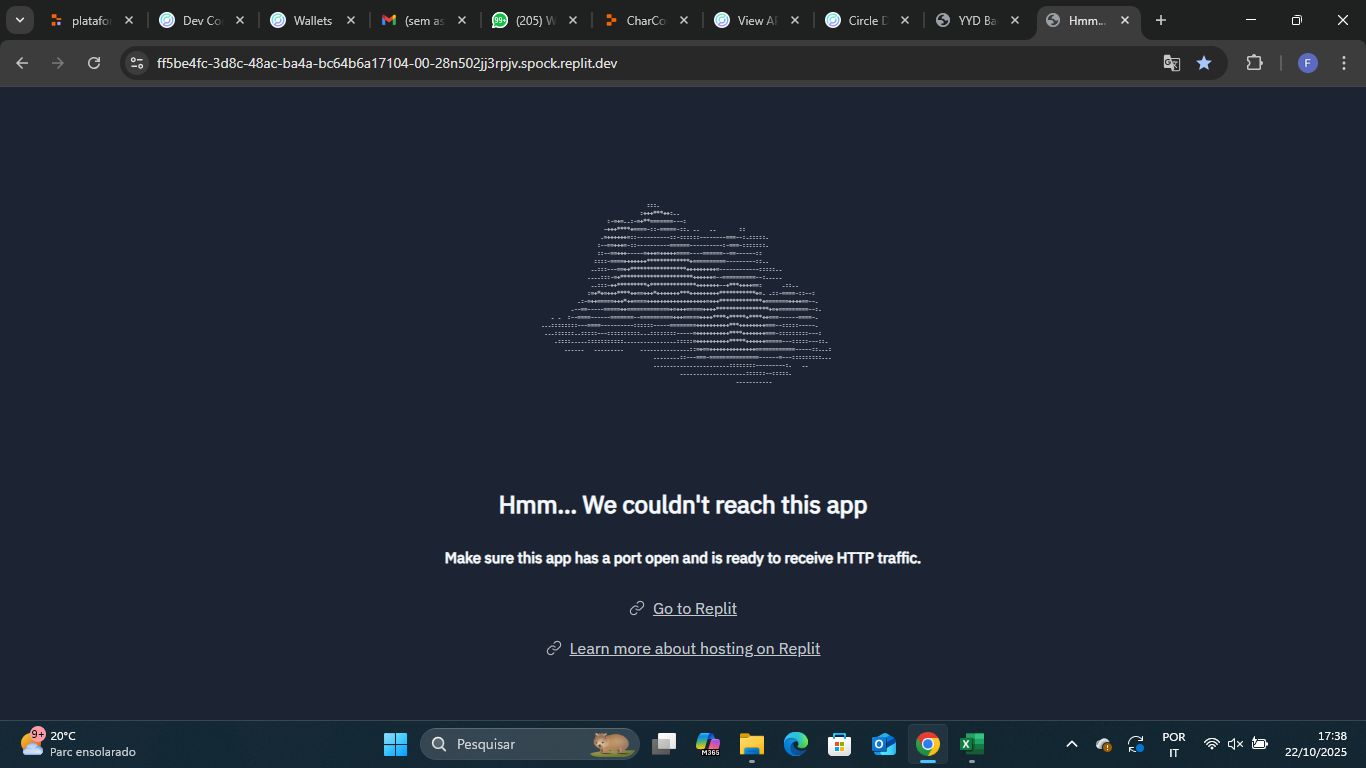 platafor
Dev Co
Wallets
(sem as
99+
(205) W
CharCo
View AP
Circle D
YYD Ba
Hmm...
ff5be4fc-3d8c-48ac-ba4a-bc64b6a17104-00-28n502jj3rpjv.spock.replit.dev
F
Hmm... We couldn't reach this app
Make sure this app has a port open and is ready to receive HTTP traffic.
Go to Replit
Learn more about hosting on Replit
9+
20°C
Parc ensolarado
Pesquisar
M365
POR
IT
17:38
22/10/2025